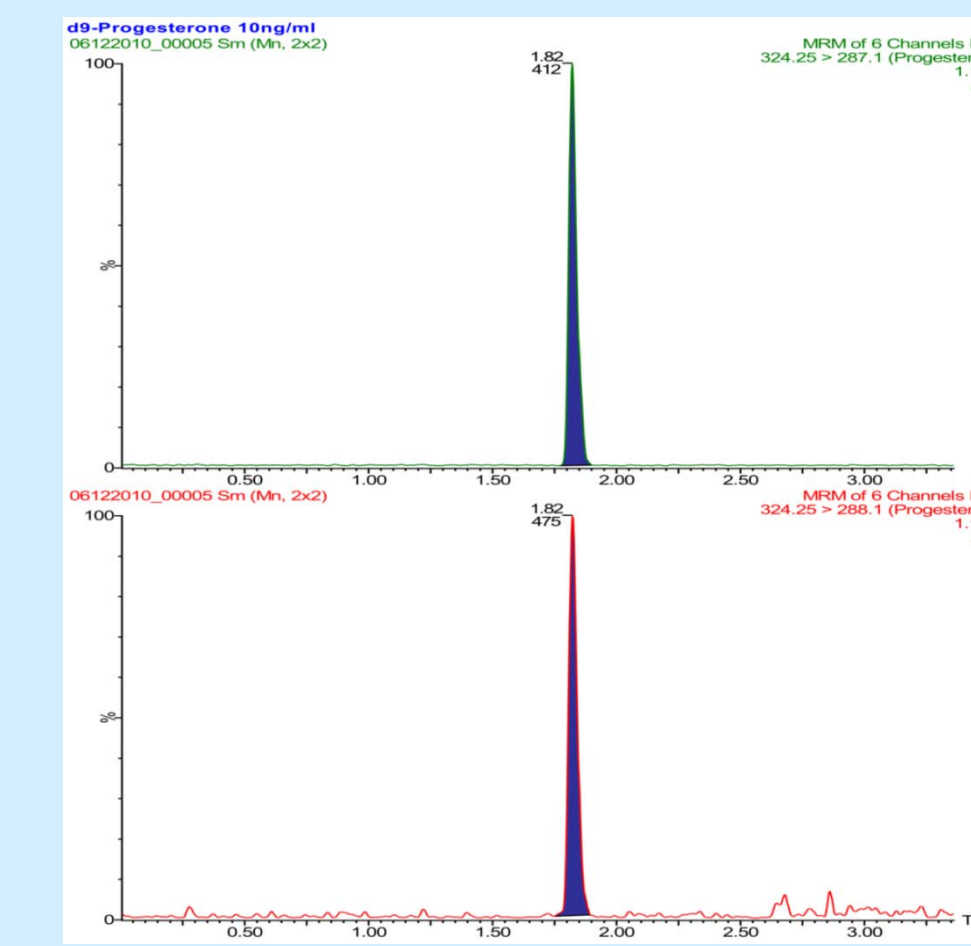 d9-Progesterone 10ng/ml
06122010_00005 Sm (Mn, 2x2)
MRM of 6 Channels
324.25 > 287.1 (Progester
1.
1.82
412
100
%
0
0.50 1.00 1.50 2.00 2.50 3.00
06122010_00005 Sm (Mn, 2x2)
MRM of 6 Channels
324.25 > 288.1 (Progester
1.
1.82
475
100
%
0
0.50 1.00 1.50 2.00 2.50 3.00
T